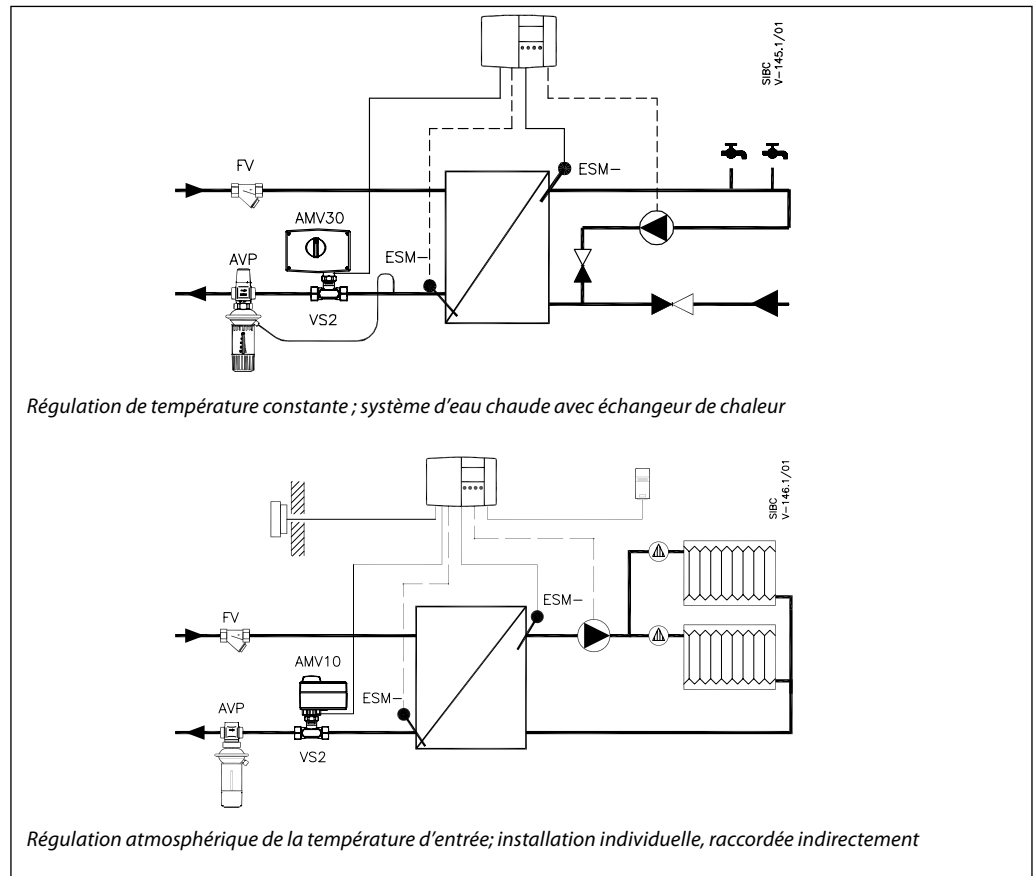 SIBC
V-145.1/01
FV
ESM-
AMV30
ESM-
AVP
VS2
Régulation de température constante ; système d'eau chaude avec échangeur de chaleur
SIBC
V-146.1/01
ESM-
FV
AMV10
ESM-
AVP
VS2
Régulation atmosphérique de la température d'entrée; installation individuelle, raccordée indirectement